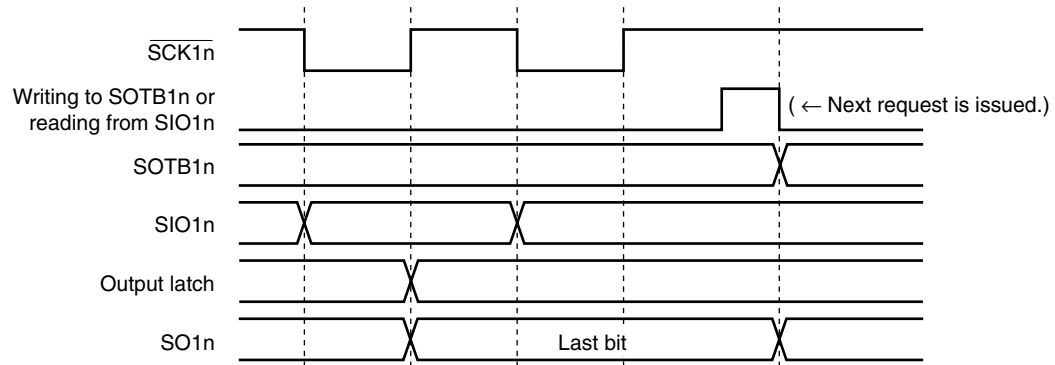 SCK1n
Writing to SOTB1n or
reading from SIO1n
( ← Next request is issued.)
SOTB1n
SIO1n
Output latch
SO1n
Last bit